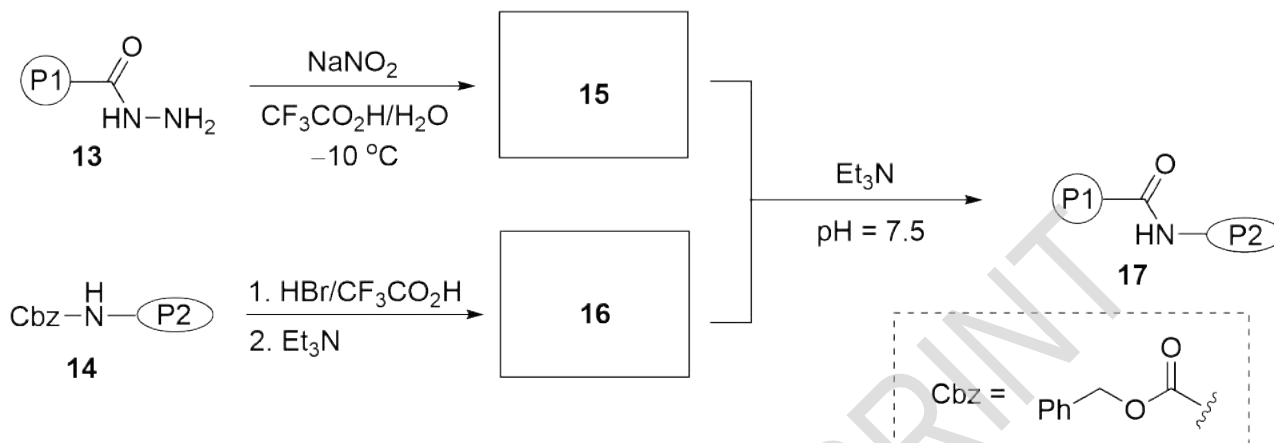 P1
O
HN–NH₂
13
NaNO₂
CF₃CO₂H/H₂O
–10 °C
15
Cbz–N
H
P2
14
1. HBr/CF₃CO₂H
2. Et₃N
16
Et₃N
pH = 7.5
P1
O
HN
P2
17
Cbz =
Ph
O
O
RINT